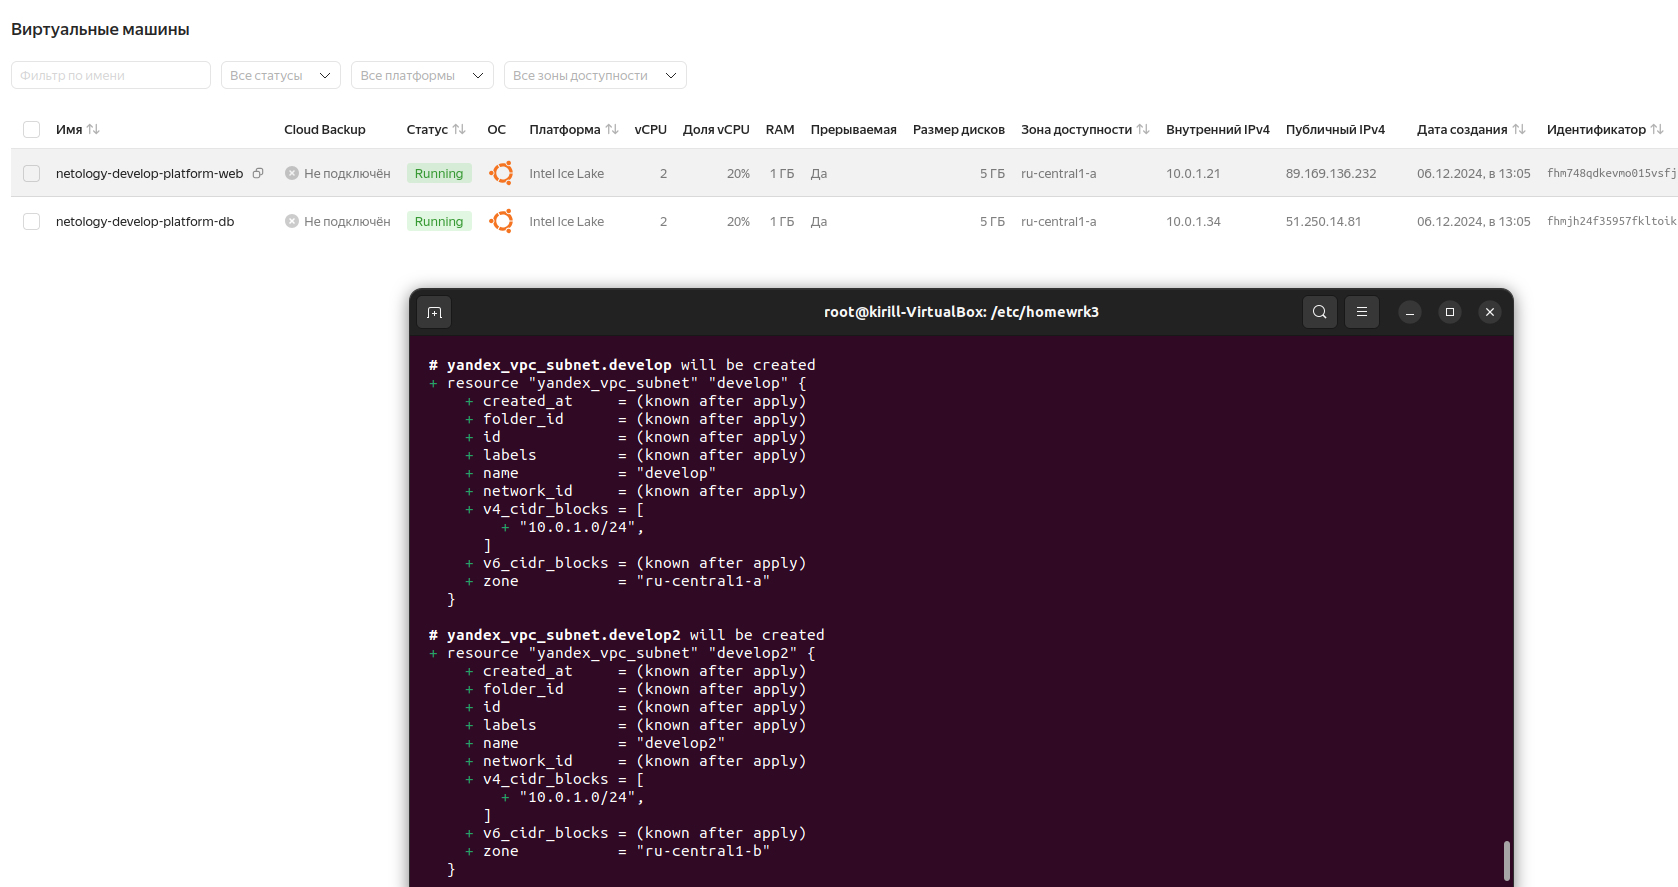 Виртуальные машины
Фильтр по имени Все статусы Все платформы Все зоны доступности
Имя Cloud Backup Статус ОС Платформа vCPU Доля vCPU RAM Прерываемая Размер дисков Зона доступности Внутренний IPv4 Публичный IPv4 Дата создания Идентификатор
netology-develop-platform-web Не подключён Running Intel Ice Lake 2 20% 1 ГБ Да 5 ГБ ru-central1-a 10.0.1.21 89.169.136.232 06.12.2024, в 13:05 fhm748qdkevmo015vsfj
netology-develop-platform-db Не подключён Running Intel Ice Lake 2 20% 1 ГБ Да 5 ГБ ru-central1-a 10.0.1.34 51.250.14.81 06.12.2024, в 13:05 fhmjh24f35957fkltoik
root@kirill-VirtualBox: /etc/homewrk3
# yandex_vpc_subnet.develop will be created
+ resource "yandex_vpc_subnet" "develop" {
+ created_at = (known after apply)
+ folder_id = (known after apply)
+ id = (known after apply)
+ labels = (known after apply)
+ name = "develop"
+ network_id = (known after apply)
+ v4_cidr_blocks = [
+ "10.0.1.0/24",
]
+ v6_cidr_blocks = (known after apply)
+ zone = "ru-central1-a"
}
# yandex_vpc_subnet.develop2 will be created
+ resource "yandex_vpc_subnet" "develop2" {
+ created_at = (known after apply)
+ folder_id = (known after apply)
+ id = (known after apply)
+ labels = (known after apply)
+ name = "develop2"
+ network_id = (known after apply)
+ v4_cidr_blocks = [
+ "10.0.1.0/24",
]
+ v6_cidr_blocks = (known after apply)
+ zone = "ru-central1-b"
}